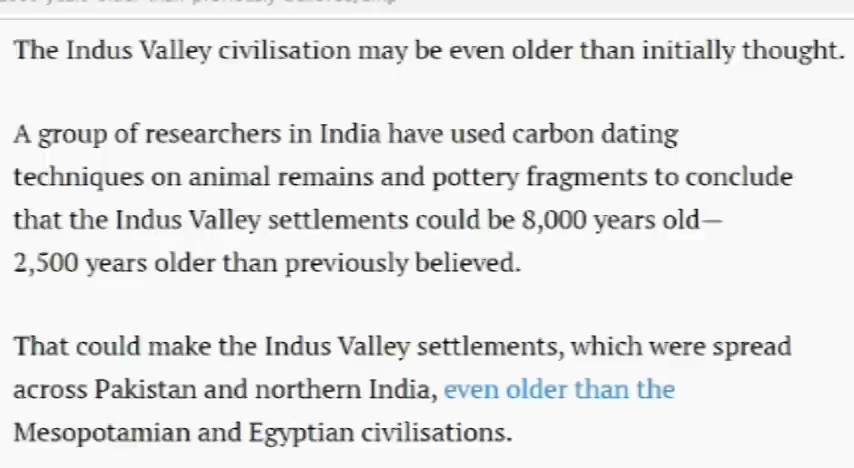 The Indus Valley civilisation may be even older than initially thought.
A group of researchers in India have used carbon dating
techniques on animal remains and pottery fragments to conclude
that the Indus Valley settlements could be 8,000 years old—
2,500 years older than previously believed.
That could make the Indus Valley settlements, which were spread
across Pakistan and northern India, even older than the
Mesopotamian and Egyptian civilisations.